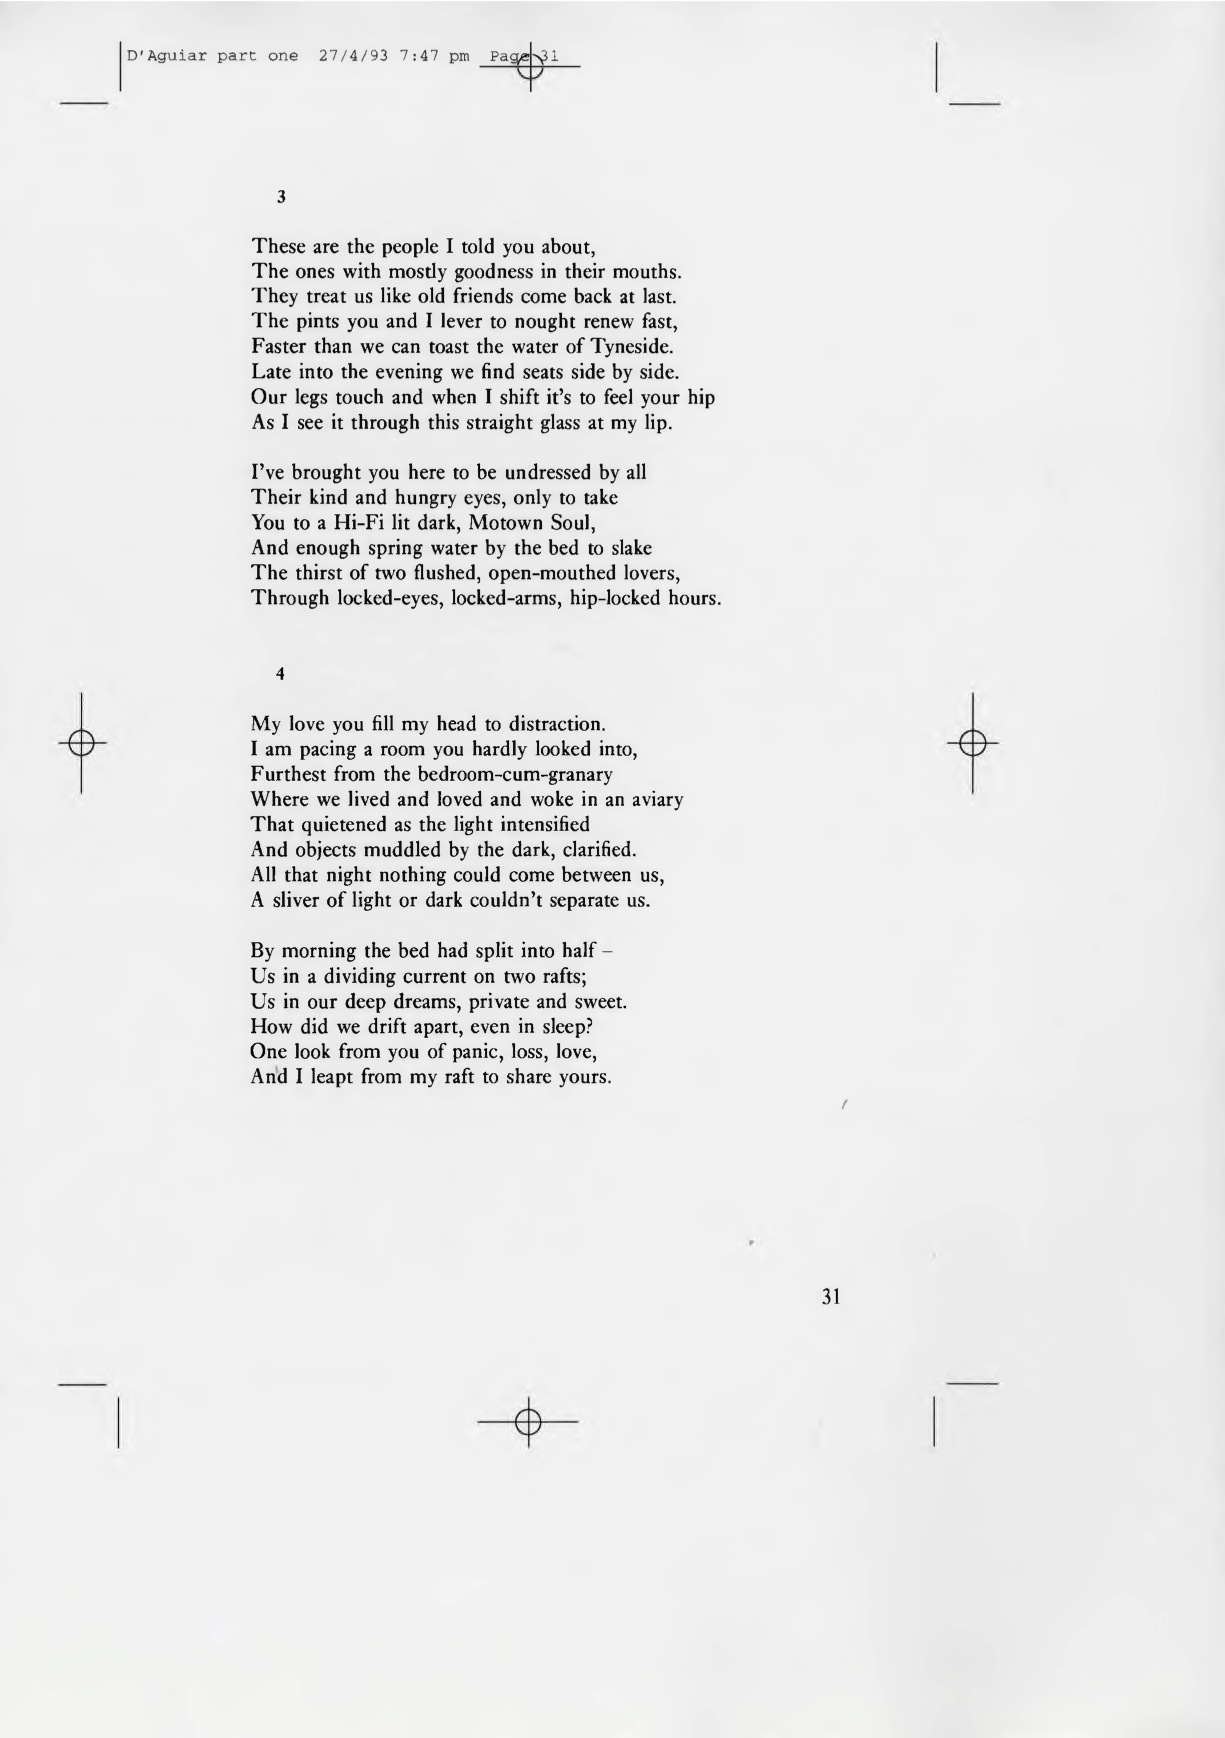 D'Aguiar part one 27/4/93 7:47 pm Page 31
3
These are the people I told you about,
The ones with mostly goodness in their mouths.
They treat us like old friends come back at last.
The pints you and I lever to nought renew fast,
Faster than we can toast the water of Tyneside.
Late into the evening we find seats side by side.
Our legs touch and when I shift it's to feel your hip
As I see it through this straight glass at my lip.
I've brought you here to be undressed by all
Their kind and hungry eyes, only to take
You to a Hi-Fi lit dark, Motown Soul,
And enough spring water by the bed to slake
The thirst of two flushed, open-mouthed lovers,
Through locked-eyes, locked-arms, hip-locked hours.
4
My love you fill my head to distraction.
I am pacing a room you hardly looked into,
Furthest from the bedroom-cum-granary
Where we lived and loved and woke in an aviary
That quietened as the light intensified
And objects muddled by the dark, clarified.
All that night nothing could come between us,
A sliver of light or dark couldn't separate us.
By morning the bed had split into half –
Us in a dividing current on two rafts;
Us in our deep dreams, private and sweet.
How did we drift apart, even in sleep?
One look from you of panic, loss, love,
And I leapt from my raft to share yours.
31